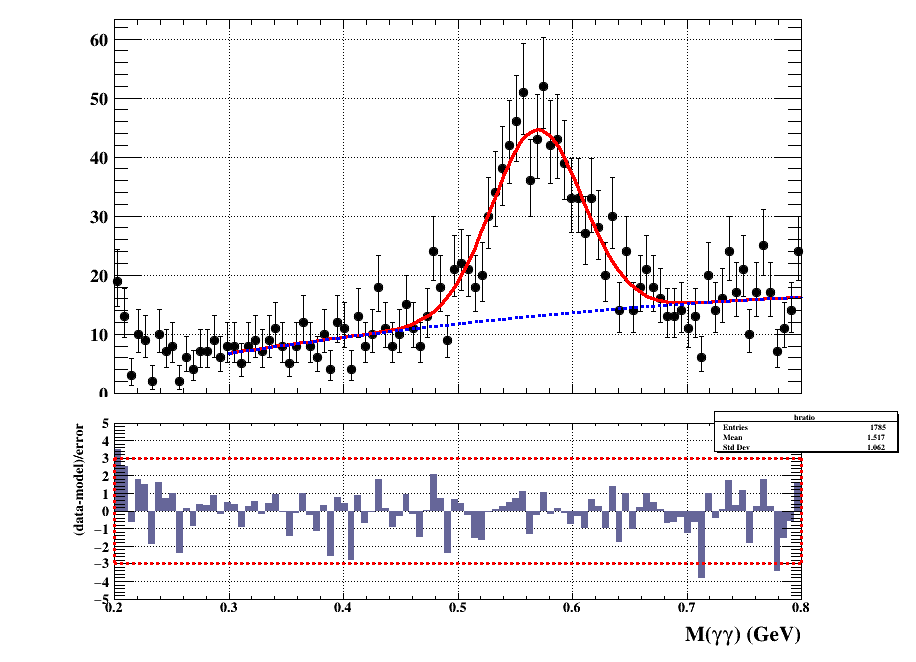 60
50
40
30
20
10
0
hratio
Entries 1785
Mean 1.517
Std Dev 1.062
(data-model)/error
5
4
3
2
1
0
−1
−2
−3
−4
−5
0.2 0.3 0.4 0.5 0.6 0.7 0.8
M(γγ) (GeV)